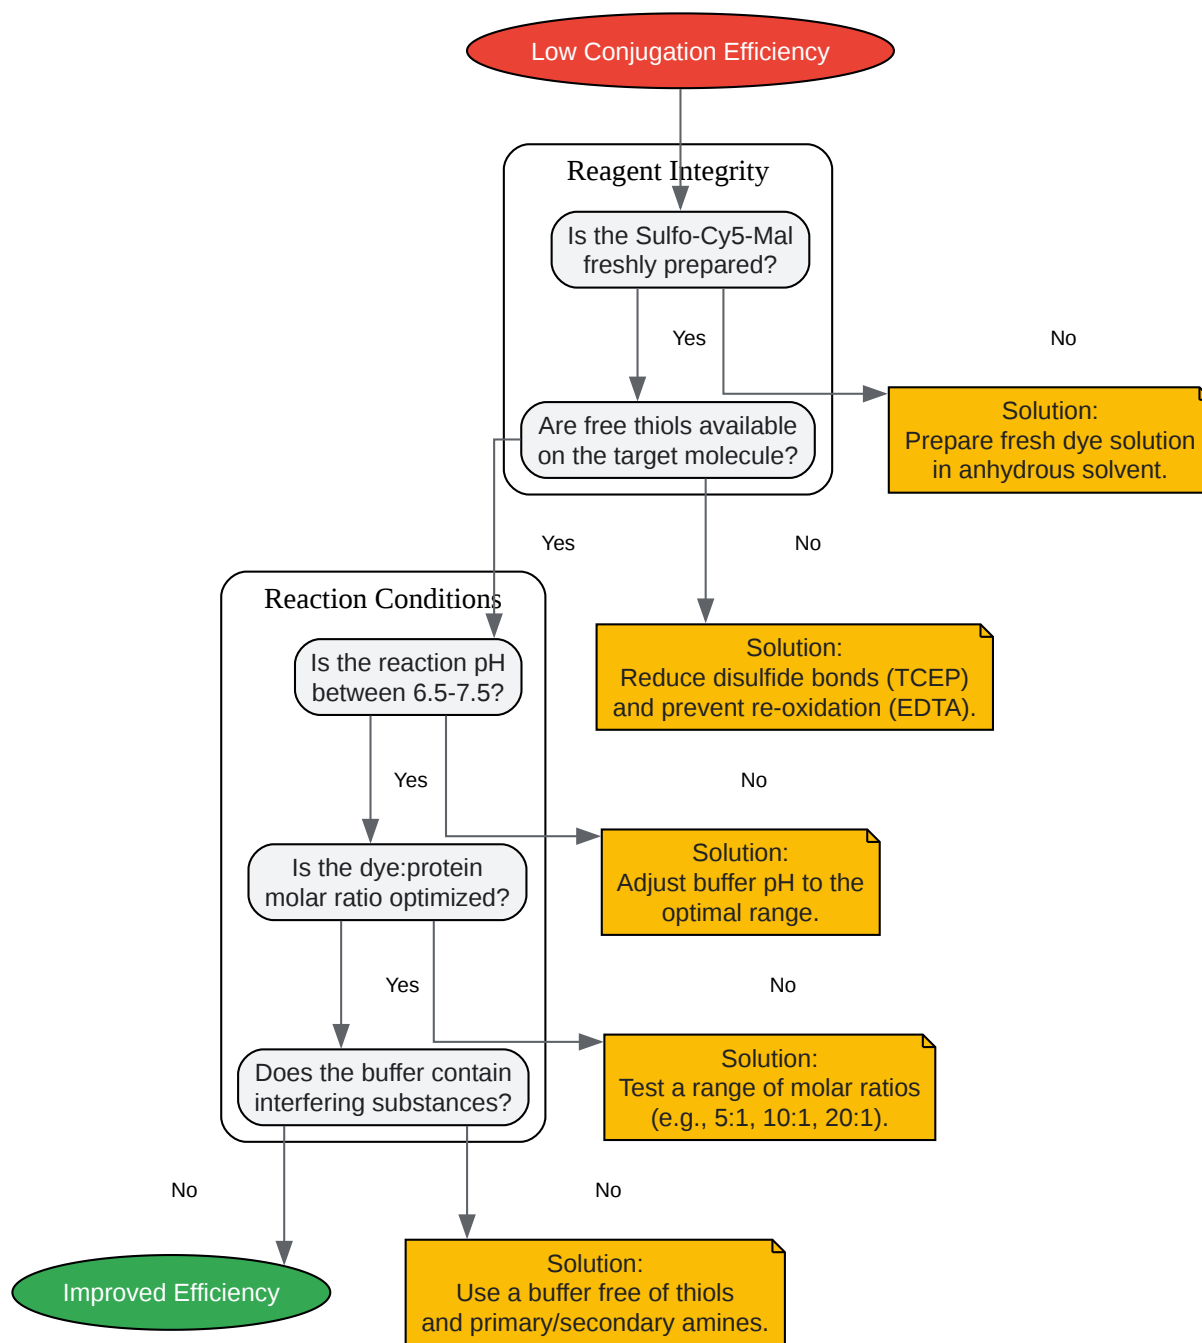 Low Conjugation Efficiency
Reagent Integrity
Is the Sulfo-Cy5-Mal
freshly prepared?
Yes
No
Are free thiols available
on the target molecule?
Solution:
Prepare fresh dye solution
in anhydrous solvent.
Yes
No
Reaction Conditions
Is the reaction pH
between 6.5-7.5?
Solution:
Reduce disulfide bonds (TCEP)
and prevent re-oxidation (EDTA).
Yes
No
Is the dye:protein
molar ratio optimized?
Solution:
Adjust buffer pH to the
optimal range.
Yes
No
Does the buffer contain
interfering substances?
Solution:
Test a range of molar ratios
(e.g., 5:1, 10:1, 20:1).
No
No
Improved Efficiency
Solution:
Use a buffer free of thiols
and primary/secondary amines.